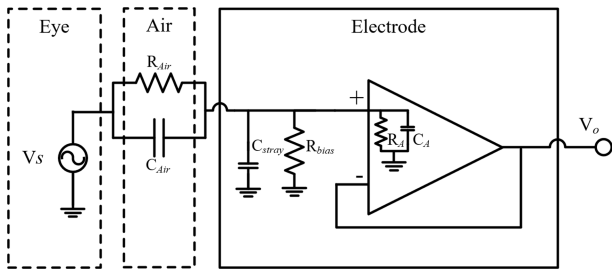 Eye
Air
Electrode
R_Air
C_Air
Vs
C_stray
R_bias
+
-
R_A
C_A
V_o